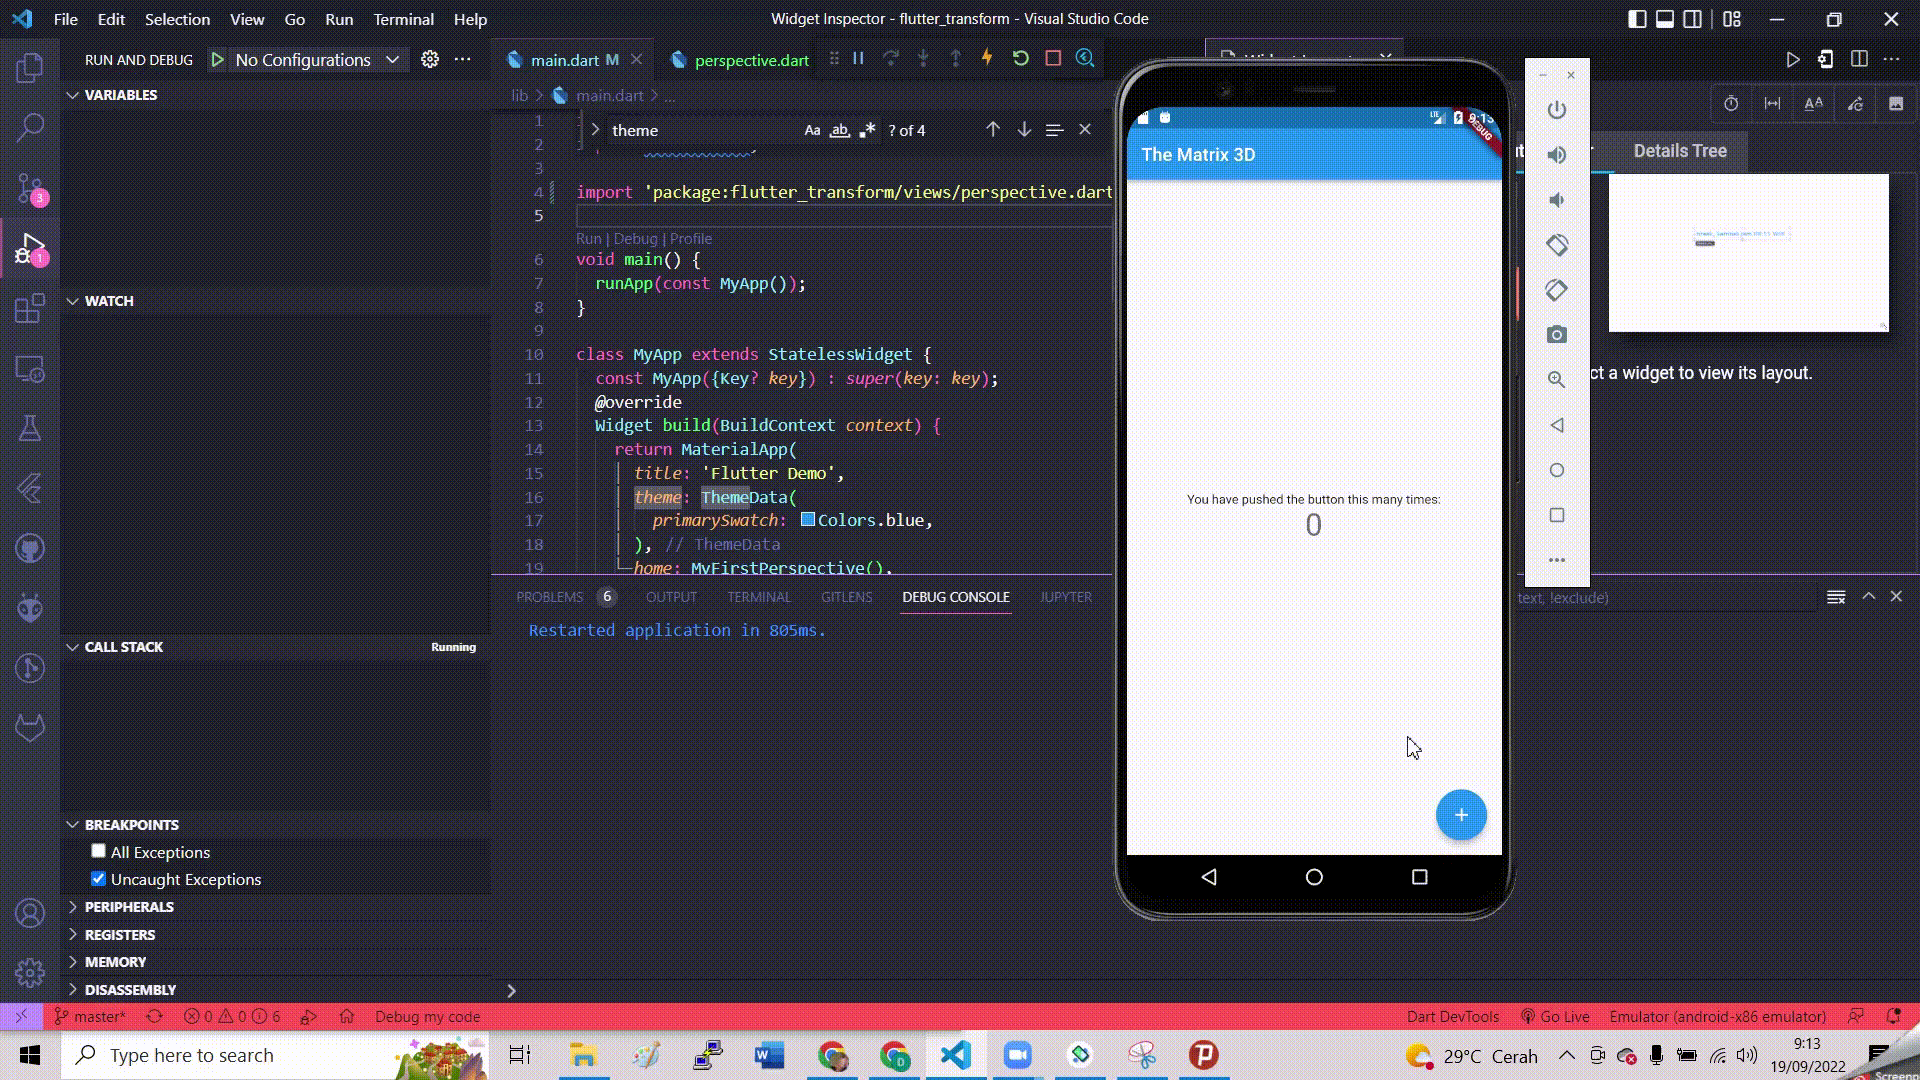 File Edit Selection View Go Run Terminal Help
Widget Inspector - flutter_transform - Visual Studio Code
RUN AND DEBUG
No Configurations
main.dart M
perspective.dart
lib > main.dart > ...
VARIABLES
WATCH
CALL STACK
Running
BREAKPOINTS
All Exceptions
Uncaught Exceptions
PERIPHERALS
REGISTERS
MEMORY
DISASSEMBLY
3
1
theme
Aa ab .*
? of 4
1
2
3
4 import 'package:flutter_transform/views/perspective.dart
5
Run | Debug | Profile
6 void main() {
7 runApp(const MyApp());
8 }
9
10 class MyApp extends StatelessWidget {
11 const MyApp({Key? key}) : super(key: key);
12 @override
13 Widget build(BuildContext context) {
14 return MaterialApp(
15 title: 'Flutter Demo',
16 theme: ThemeData(
17 primarySwatch: Colors.blue,
18 ), // ThemeData
19 home: MyFirstPerspective(),
PROBLEMS 6 OUTPUT TERMINAL GITLENS DEBUG CONSOLE JUPYTER
text, !exclude)
Restarted application in 805ms.
LTE 9:13
DEBUG
The Matrix 3D
You have pushed the button this many times:
0
+
Details Tree
ct a widget to view its layout.
master*
0 0 6
Debug my code
Dart DevTools
Go Live
Emulator (android-x86 emulator)
Type here to search
29°C Cerah
9:13
19/09/2022